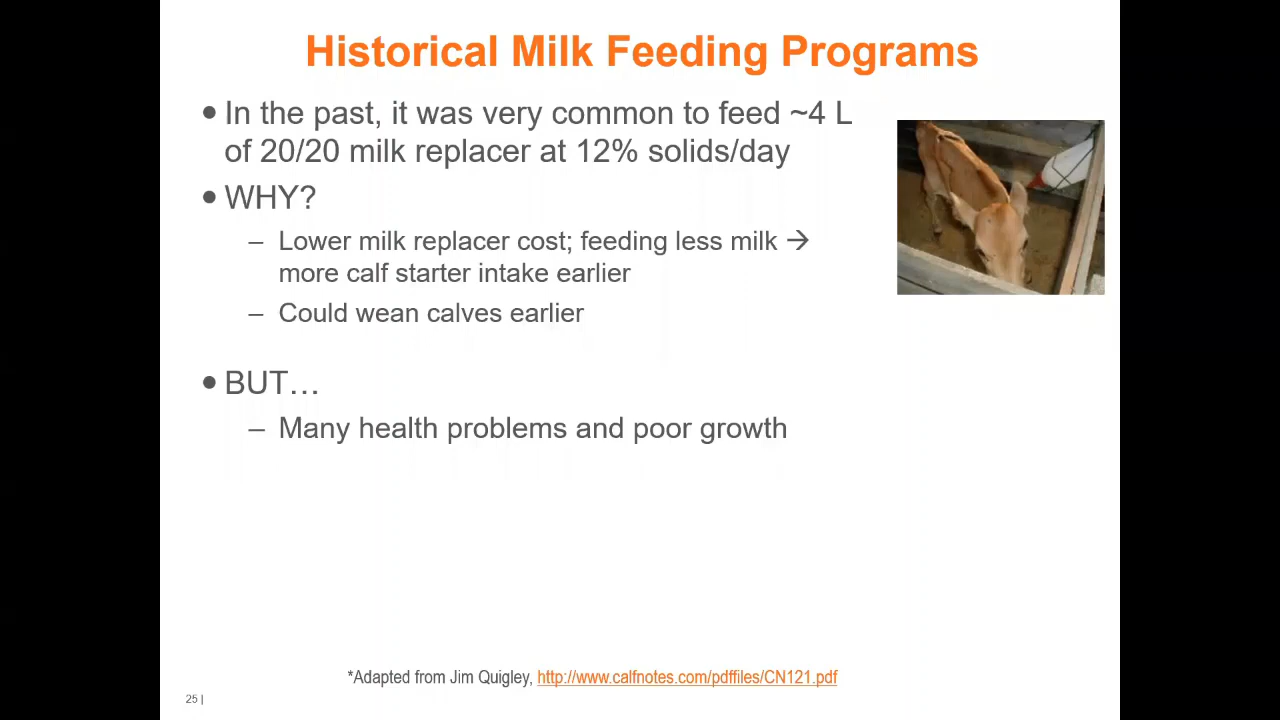 Historical Milk Feeding Programs
• In the past, it was very common to feed ~4 L
of 20/20 milk replacer at 12% solids/day
• WHY?
– Lower milk replacer cost; feeding less milk →
more calf starter intake earlier
– Could wean calves earlier
• BUT…
– Many health problems and poor growth
*Adapted from Jim Quigley, http://www.calfnotes.com/pdffiles/CN121.pdf
25 |